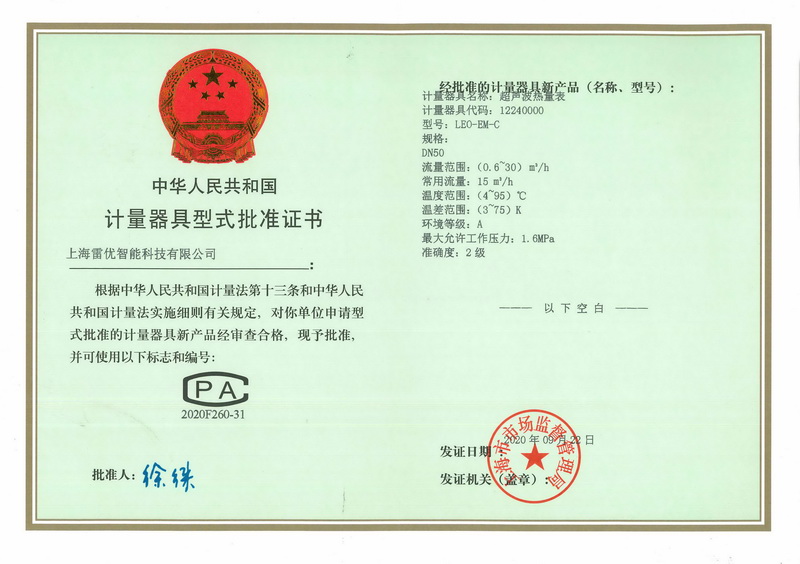 中华人民共和国
计量器具型式批准证书
上海雷优智能科技有限公司
:
根据中华人民共和国计量法第十三条和中华人民
共和国计量法实施细则有关规定，对你单位申请型
式批准的计量器具新产品经审查合格，现予批准，
并可使用以下标志和编号：
CPA
2020F260-31
批准人：
经批准的计量器具新产品（名称、型号）：
计量器具名称：超声波热量表
计量器具代码：12240000
型号：LEO-EM-C
规格：
DN50
流量范围：（0.6~30）m³/h
常用流量：15 m³/h
温度范围：（4~95）℃
温差范围：（3~75）K
环境等级：A
最大允许工作压力：1.6MPa
准确度：2 级
—— 以下空白 ——
2020 年 09 月 22 日
发证日期：
发证机关（盖章）：
上海市市场监督管理局